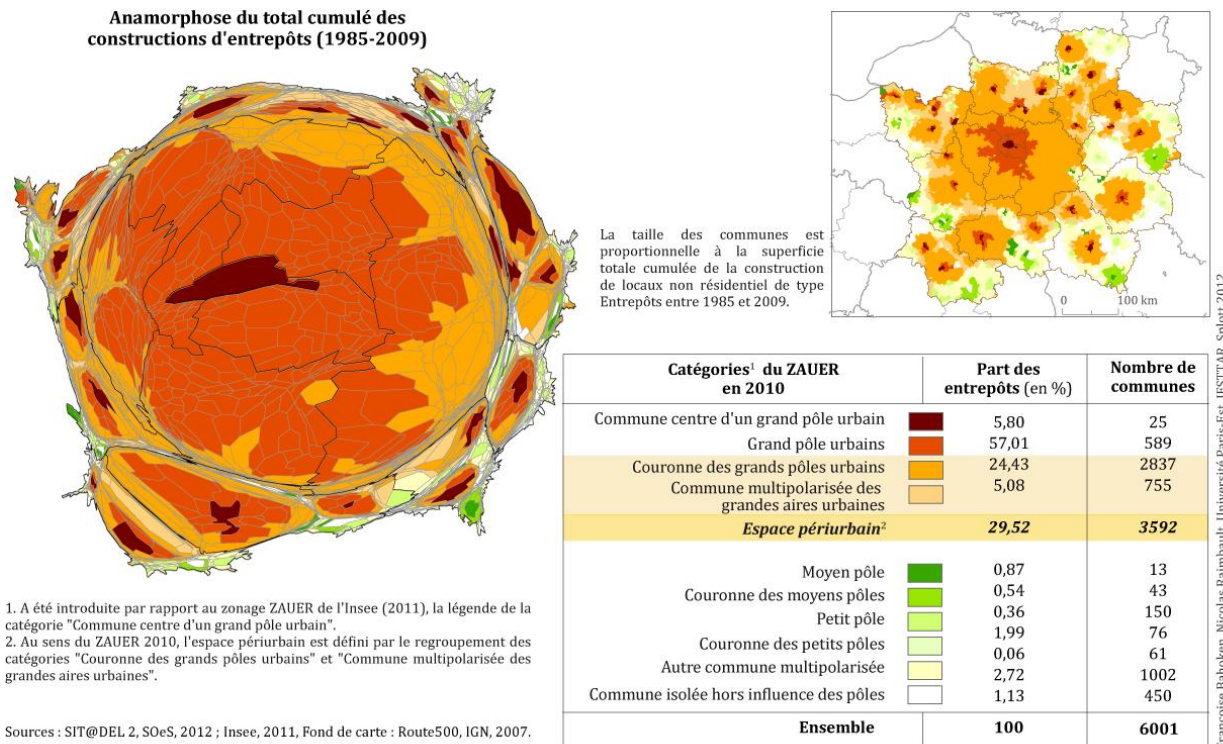 Anamorphose du total cumulé des
constructions d'entrepôts (1985-2009)
La taille des communes est
proportionnelle à la superficie
totale cumulée de la construction
de locaux non résidentiel de type
Entrepôts entre 1985 et 2009.
0 100 km
Catégories¹ du ZAUER
en 2010
Part des
entrepôts (en %)
Nombre de
communes
Commune centre d'un grand pôle urbain 5,80 25
Grand pôle urbains 57,01 589
Couronne des grands pôles urbains 24,43 2837
Commune multipolarisée des 5,08 755
grandes aires urbaines
Espace périurbain² 29,52 3592
Moyen pôle 0,87 13
Couronne des moyens pôles 0,54 43
Petit pôle 0,36 150
1,99 76
Couronne des petits pôles 0,06 61
Autre commune multipolarisée 2,72 1002
Commune isolée hors influence des pôles 1,13 450
Ensemble 100 6001
1. A été introduite par rapport au zonage ZAUER de l'Insee (2011), la légende de la
catégorie "Commune centre d'un grand pôle urbain".
2. Au sens du ZAUER 2010, l'espace périurbain est défini par le regroupement des
catégories "Couronne des grands pôles urbains" et "Commune multipolarisée des
grandes aires urbaines".
Sources : SIT@DEL 2, SOeS, 2012 ; Insee, 2011, Fond de carte : Route500, IGN, 2007.
Françoise Bahoken, Nicolas Raimbault, Université Paris-Est, IFSTTAR, Splott 2012